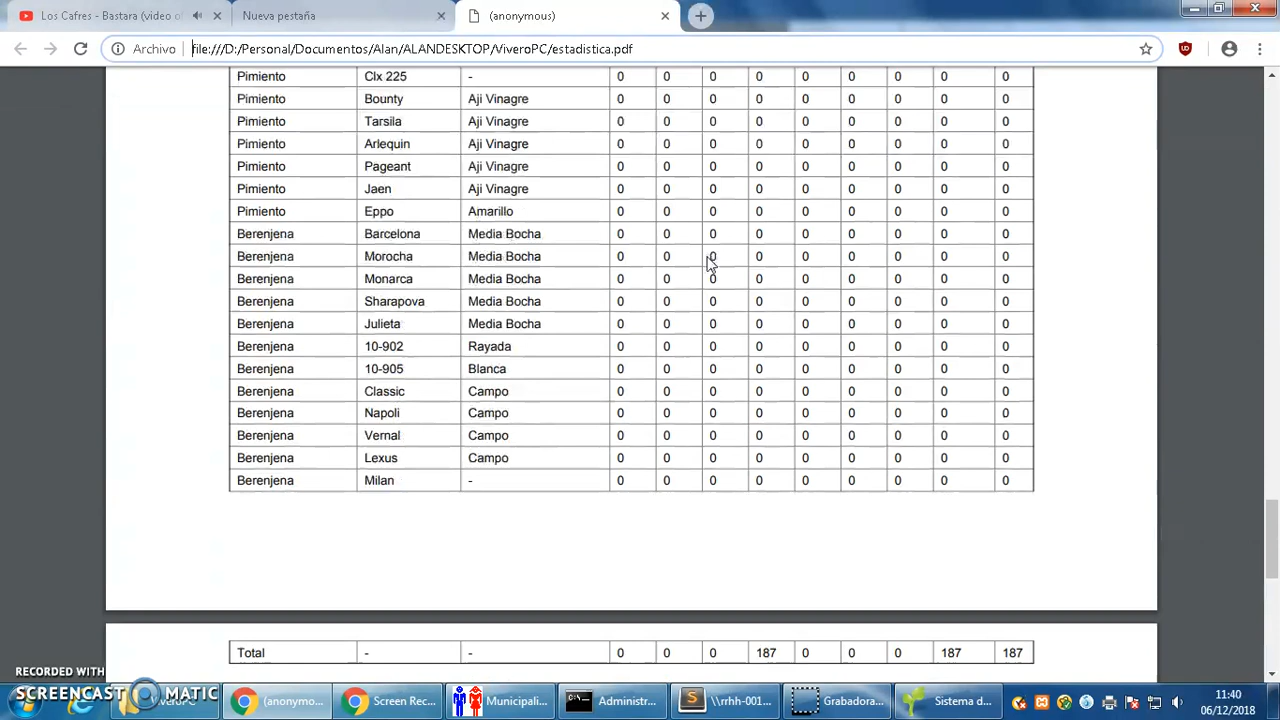 Los Cafres - Bastara (video o
Nueva pestaña
(anonymous)
Archivo | file:///D:/Personal/Documentos/Alan/ALANDESKTOP/ViveroPC/estadistica.pdf
Pimiento Clx 225 - 0 0 0 0 0 0 0 0 0
Pimiento Bounty Aji Vinagre 0 0 0 0 0 0 0 0 0
Pimiento Tarsila Aji Vinagre 0 0 0 0 0 0 0 0 0
Pimiento Arlequin Aji Vinagre 0 0 0 0 0 0 0 0 0
Pimiento Pageant Aji Vinagre 0 0 0 0 0 0 0 0 0
Pimiento Jaen Aji Vinagre 0 0 0 0 0 0 0 0 0
Pimiento Eppo Amarillo 0 0 0 0 0 0 0 0 0
Berenjena Barcelona Media Bocha 0 0 0 0 0 0 0 0 0
Berenjena Morocha Media Bocha 0 0 0 0 0 0 0 0 0
Berenjena Monarca Media Bocha 0 0 0 0 0 0 0 0 0
Berenjena Sharapova Media Bocha 0 0 0 0 0 0 0 0 0
Berenjena Julieta Media Bocha 0 0 0 0 0 0 0 0 0
Berenjena 10-902 Rayada 0 0 0 0 0 0 0 0 0
Berenjena 10-905 Blanca 0 0 0 0 0 0 0 0 0
Berenjena Classic Campo 0 0 0 0 0 0 0 0 0
Berenjena Napoli Campo 0 0 0 0 0 0 0 0 0
Berenjena Vernal Campo 0 0 0 0 0 0 0 0 0
Berenjena Lexus Campo 0 0 0 0 0 0 0 0 0
Berenjena Milan - 0 0 0 0 0 0 0 0 0
Total - - 0 0 0 187 0 0 0 187 187
RECORDED WITH
SCREENCAST MATIC
(anonymo...
Screen Rec...
Municipali...
Administr...
\\rrhh-001...
Grabadora...
Sistema d...
11:40
06/12/2018